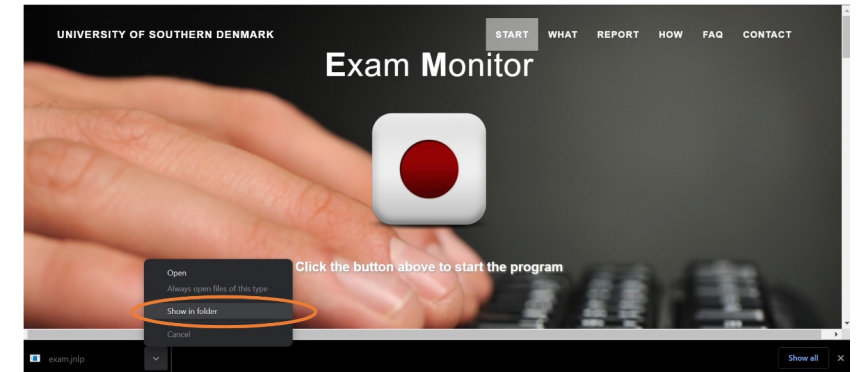 UNIVERSITY OF SOUTHERN DENMARK
START WHAT REPORT HOW FAQ CONTACT
Exam Monitor
Click the button above to start the program
Open
Always open files of this type
Show in folder
Cancel
exam.jnlp
Show all